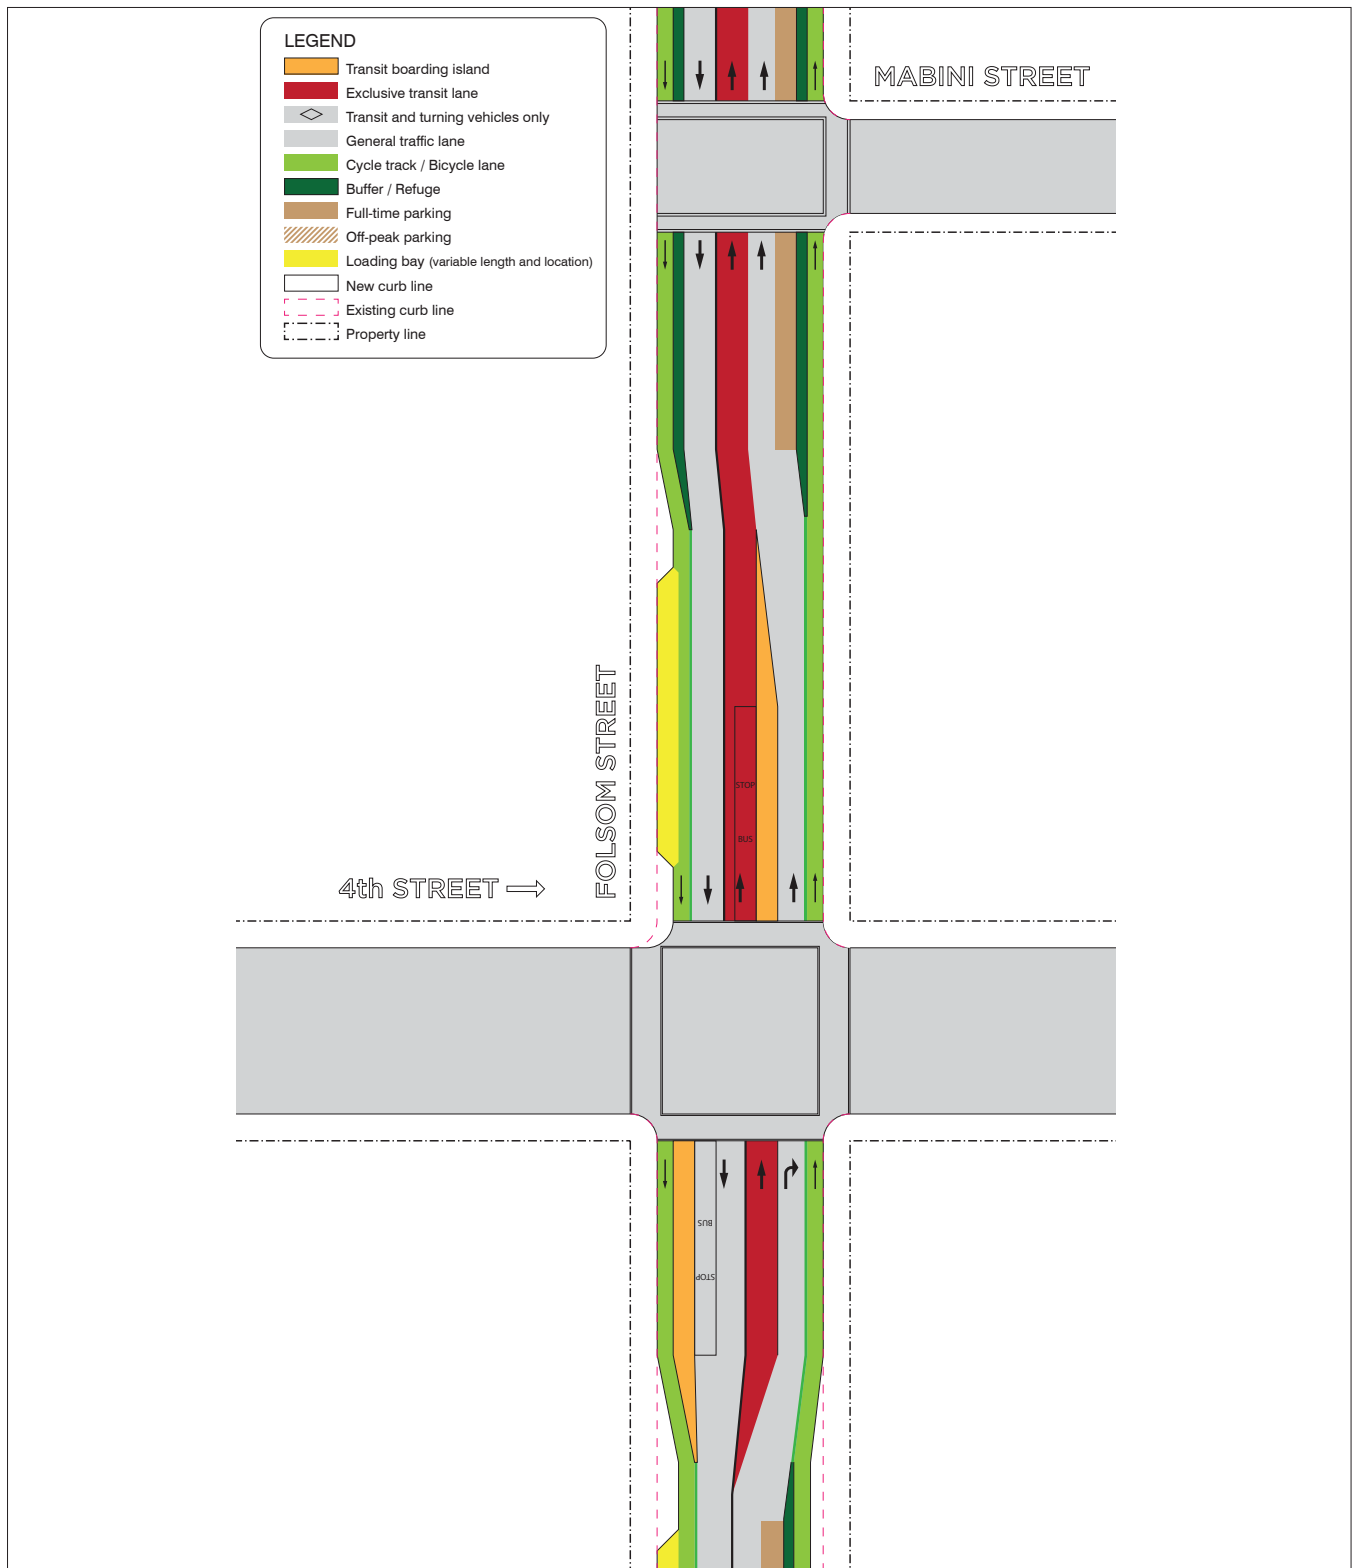 LEGEND
Transit boarding island
Exclusive transit lane
Transit and turning vehicles only
General traffic lane
Cycle track / Bicycle lane
Buffer / Refuge
Full-time parking
Off-peak parking
Loading bay (variable length and location)
New curb line
Existing curb line
Property line
MABINI STREET
FOLSOM STREET
STOP
BUS
4th STREET
BUS
STOP